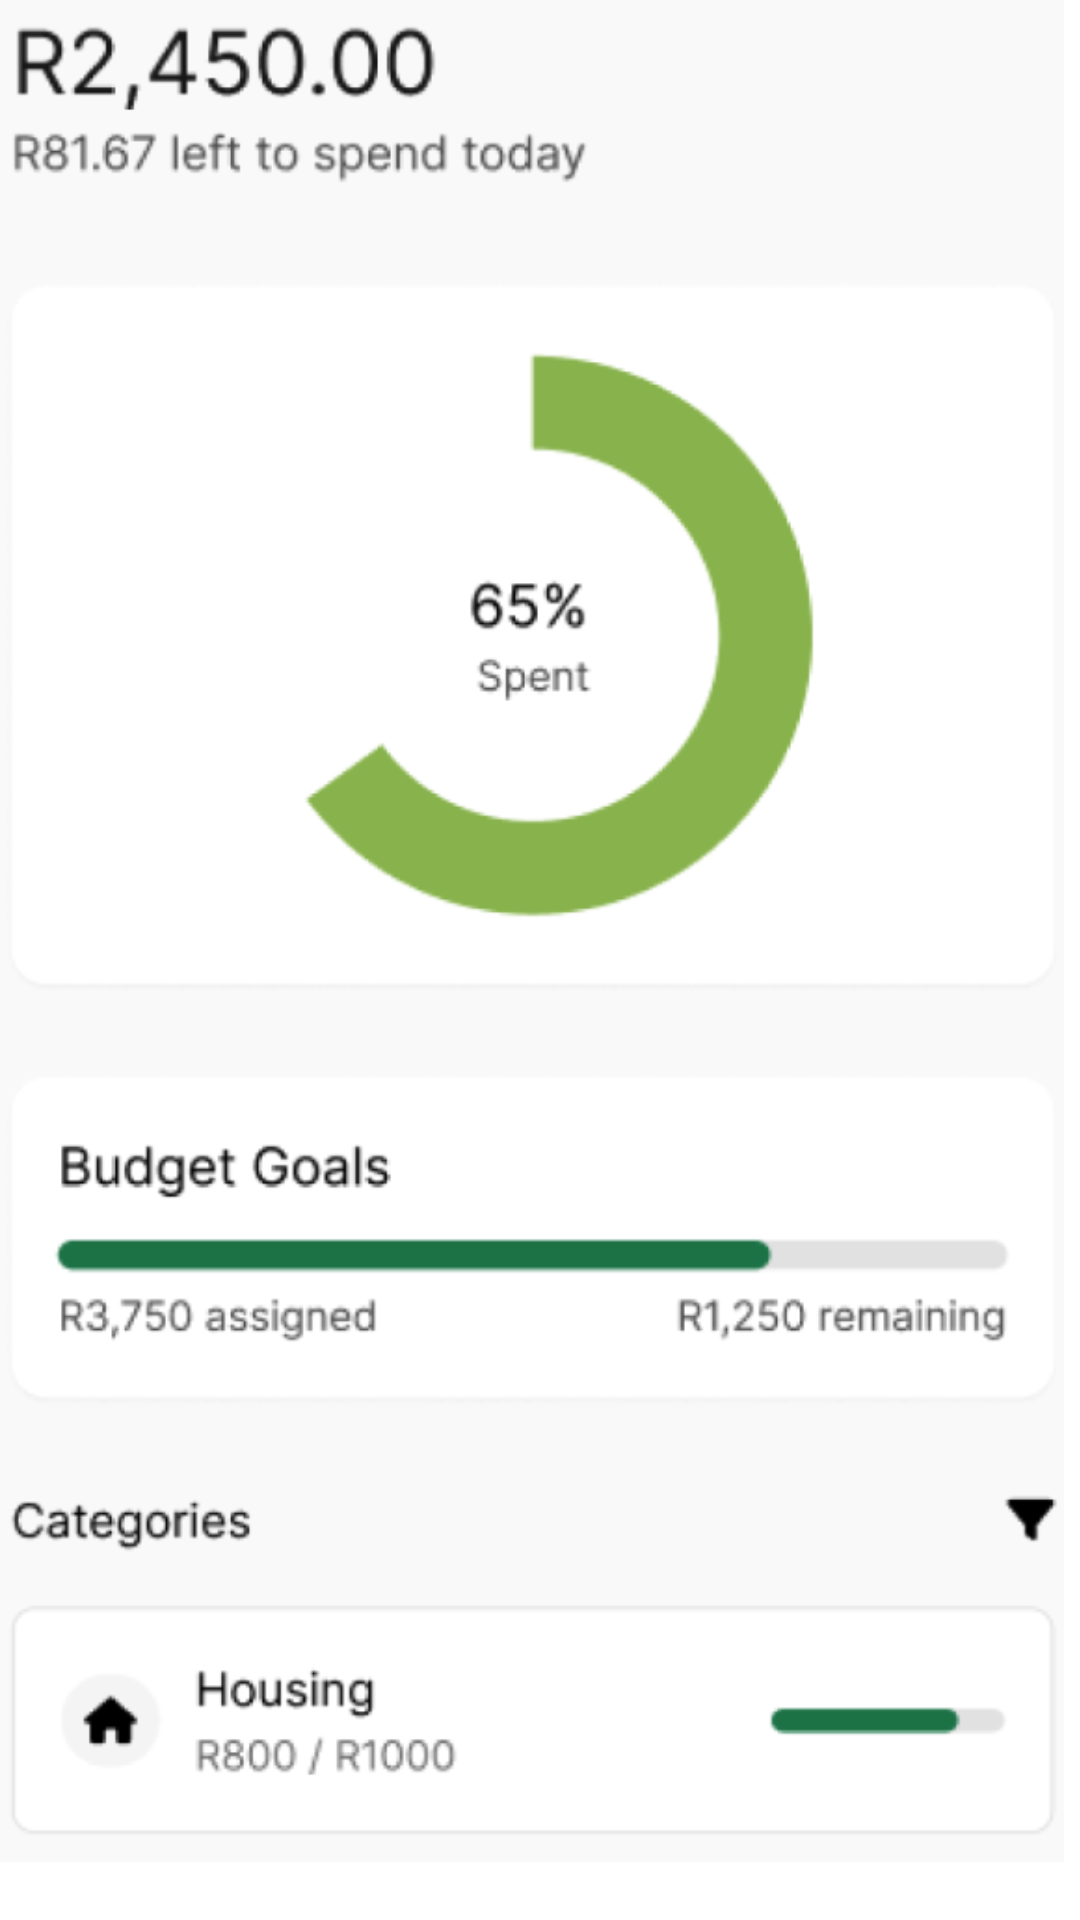 R2,450.00
R81.67 left to spend today
65%
Spent
Budget Goals
R3,750 assigned R1,250 remaining
Categories
Housing
R800 / R1000